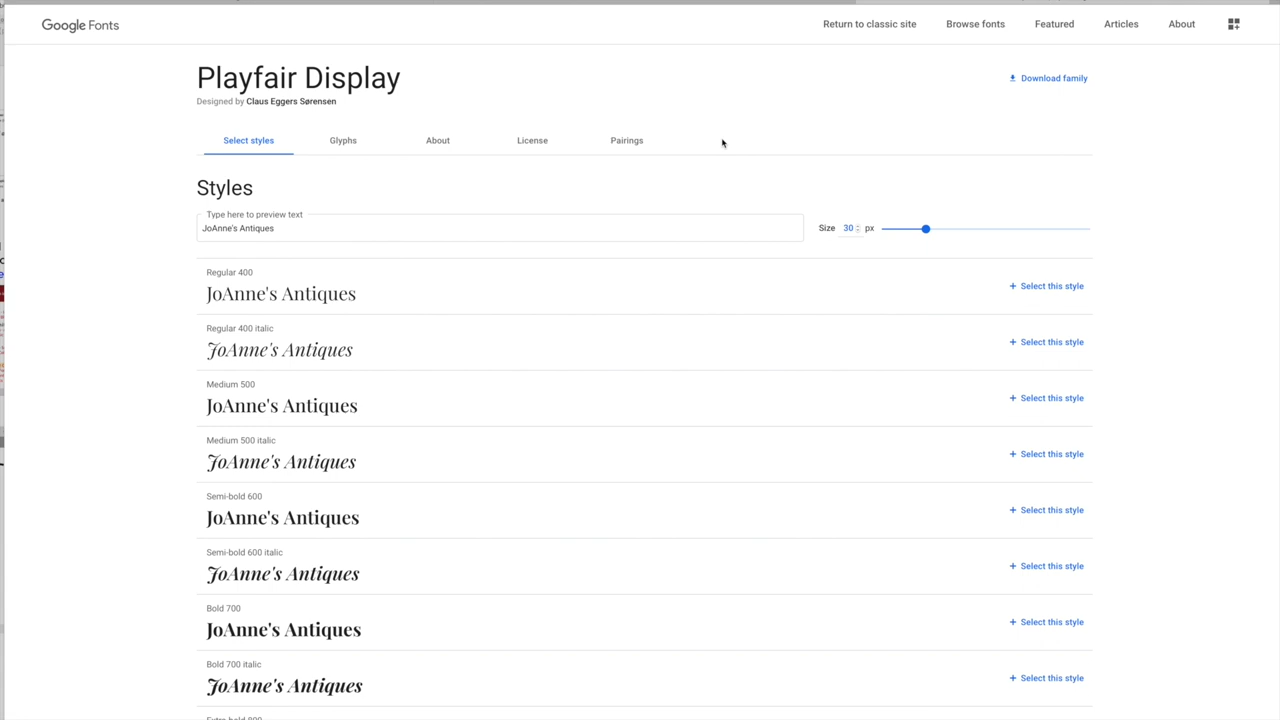 Google Fonts
Return to classic site
Browse fonts
Featured
Articles
About
Playfair Display
Download family
Designed by Claus Eggers Sørensen
Select styles
Glyphs
About
License
Pairings
Styles
Type here to preview text
JoAnne's Antiques
Size 30 px
Regular 400
JoAnne's Antiques
+ Select this style
Regular 400 italic
JoAnne's Antiques
+ Select this style
Medium 500
JoAnne's Antiques
+ Select this style
Medium 500 italic
JoAnne's Antiques
+ Select this style
Semi-bold 600
JoAnne's Antiques
+ Select this style
Semi-bold 600 italic
JoAnne's Antiques
+ Select this style
Bold 700
JoAnne's Antiques
+ Select this style
Bold 700 italic
JoAnne's Antiques
+ Select this style